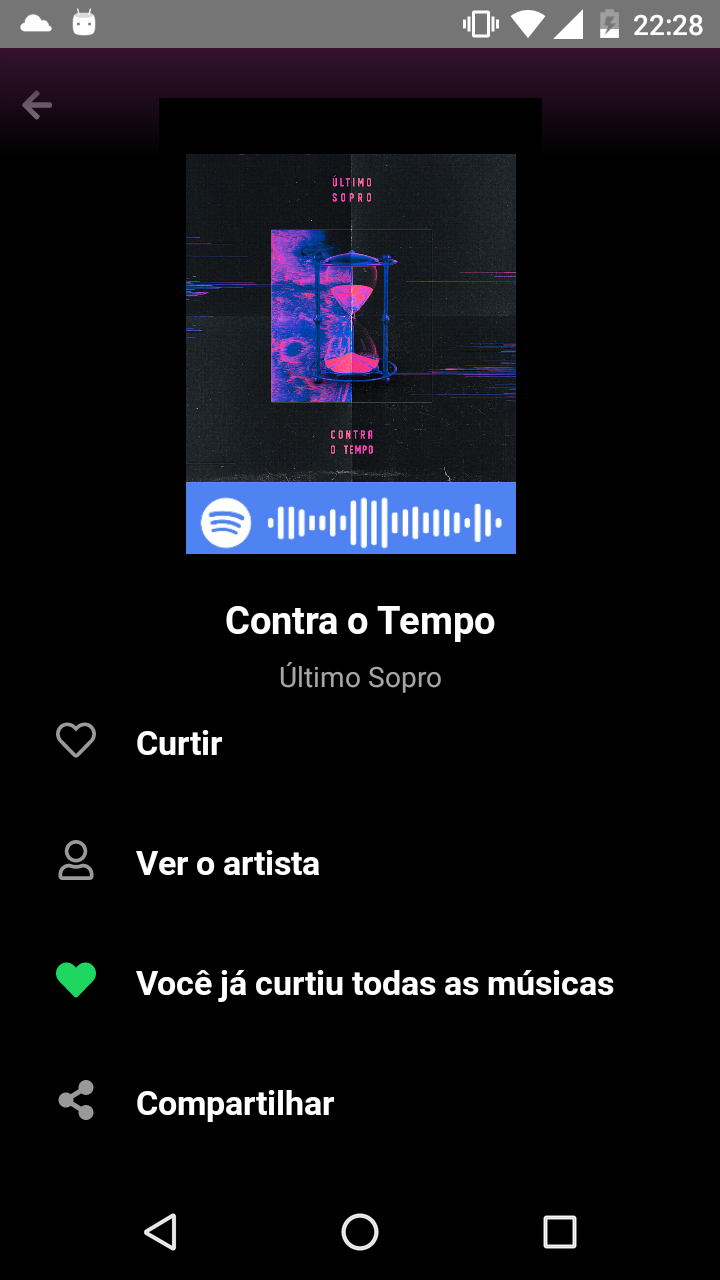 22:28
ÚLTIMO
SOPRO
CONTRA
O TEMPO
Contra o Tempo
Último Sopro
Curtir
Ver o artista
Você já curtiu todas as músicas
Compartilhar